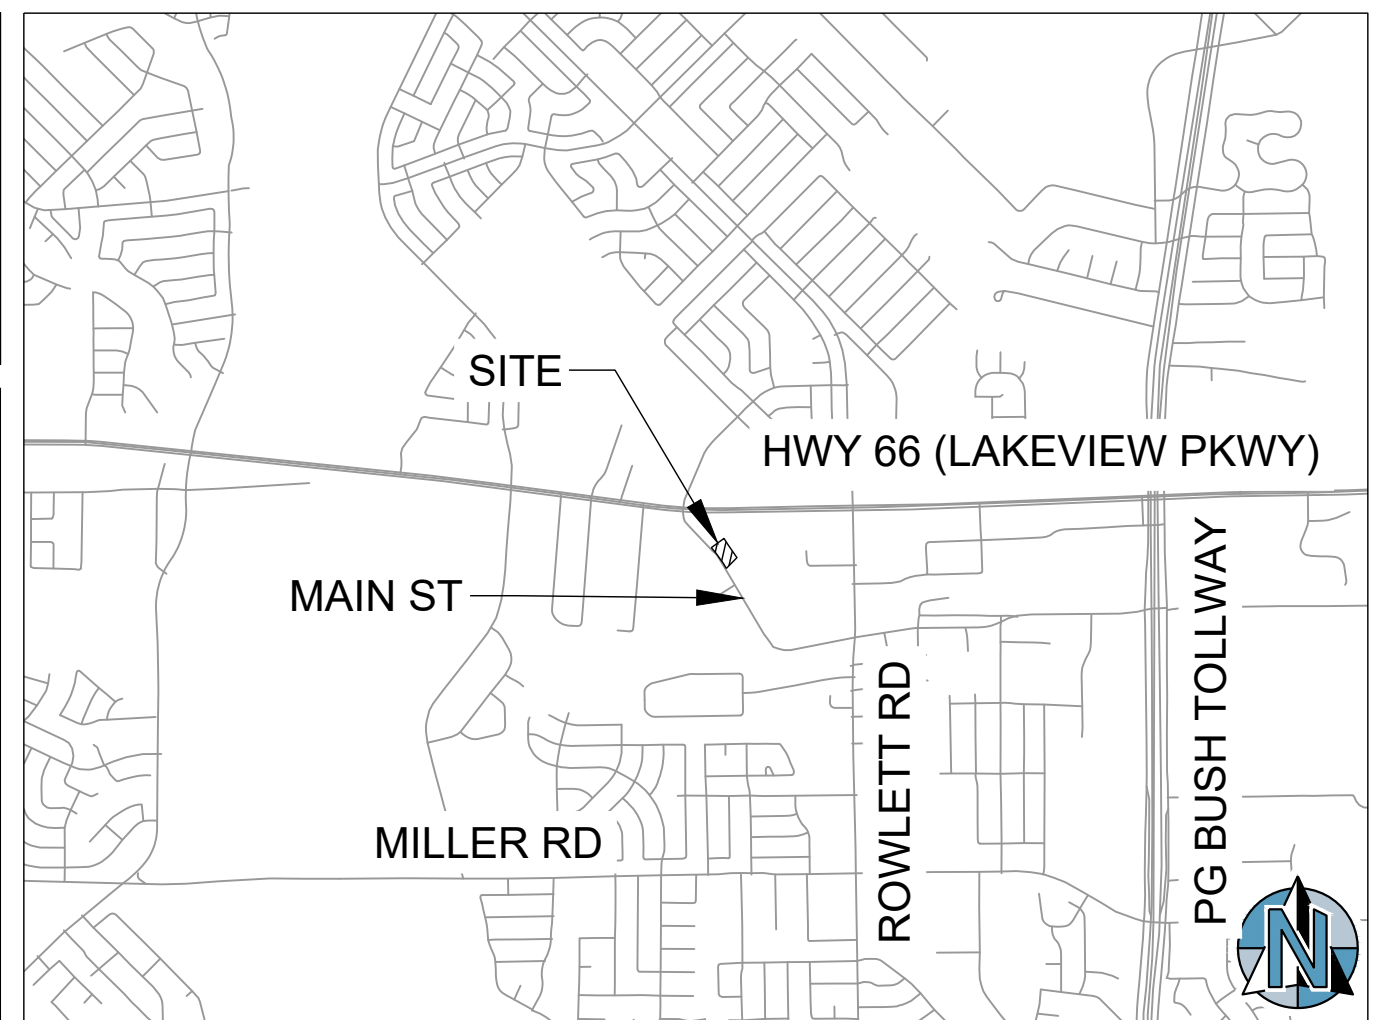 SITE
HWY 66 (LAKEVIEW PKWY)
MAIN ST
MILLER RD
ROWLETT RD
PG BUSH TOLLWAY
N